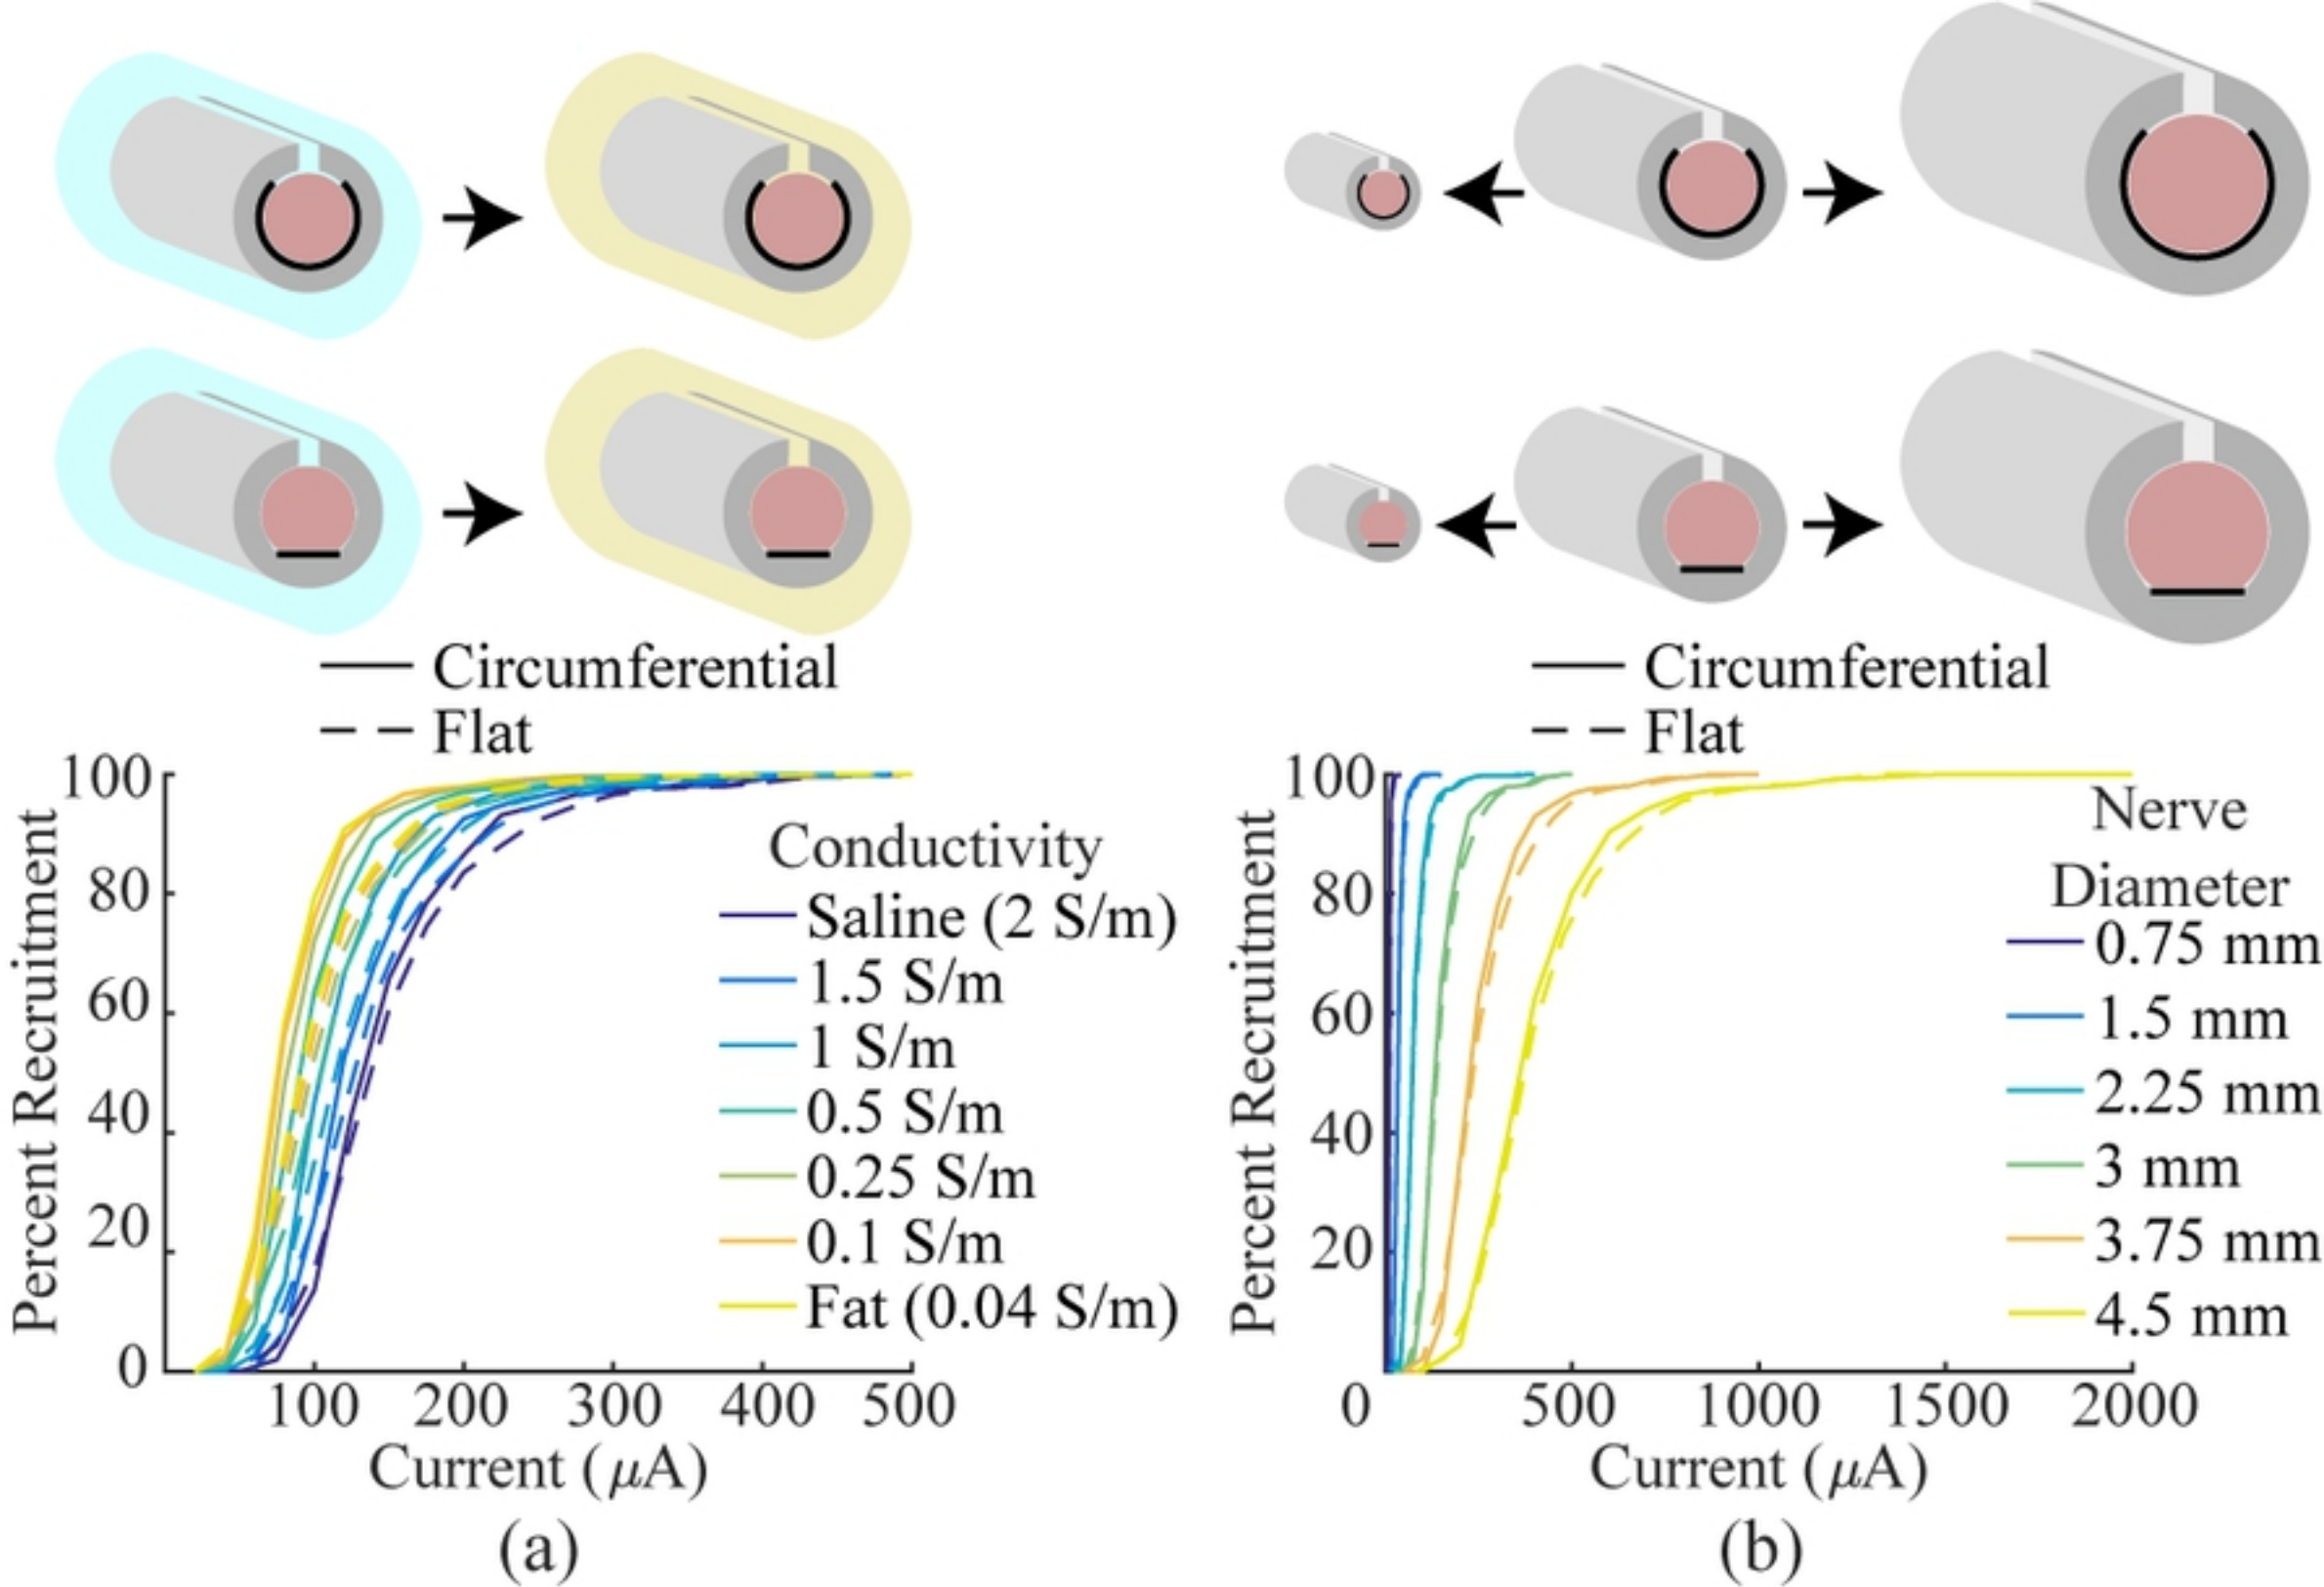 Circumferential
Flat
100
80
60
40
20
0
Percent Recruitment
Conductivity
Saline (2 S/m)
1.5 S/m
1 S/m
0.5 S/m
0.25 S/m
0.1 S/m
Fat (0.04 S/m)
100 200 300 400 500
Current (μA)
(a)
Circumferential
Flat
100
80
60
40
20
Percent Recruitment
Nerve
Diameter
0.75 mm
1.5 mm
2.25 mm
3 mm
3.75 mm
4.5 mm
0 500 1000 1500 2000
Current (μA)
(b)